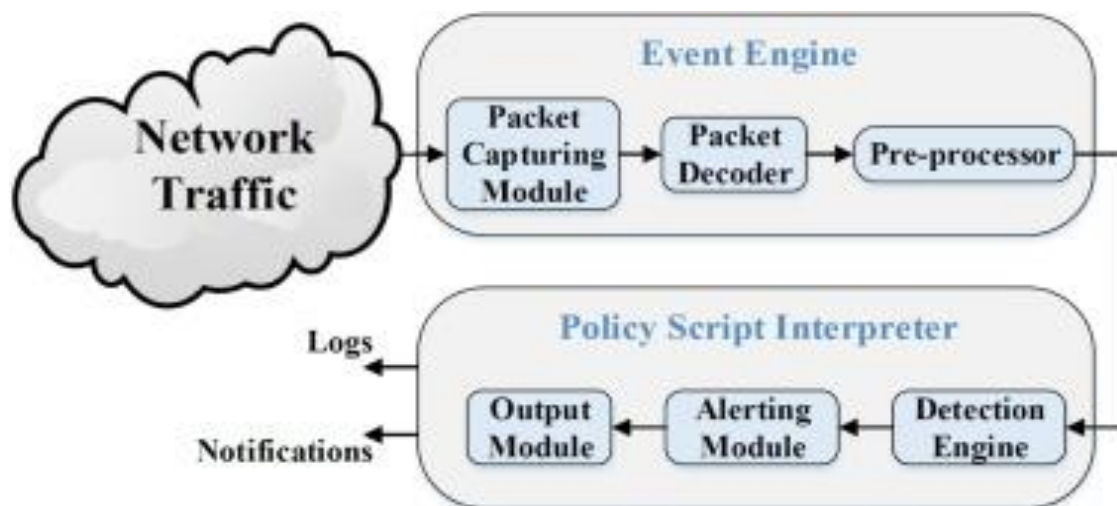 Network
Traffic
Event Engine
Packet
Capturing
Module
Packet
Decoder
Pre-processor
Policy Script Interpreter
Detection
Engine
Alerting
Module
Output
Module
Logs
Notifications